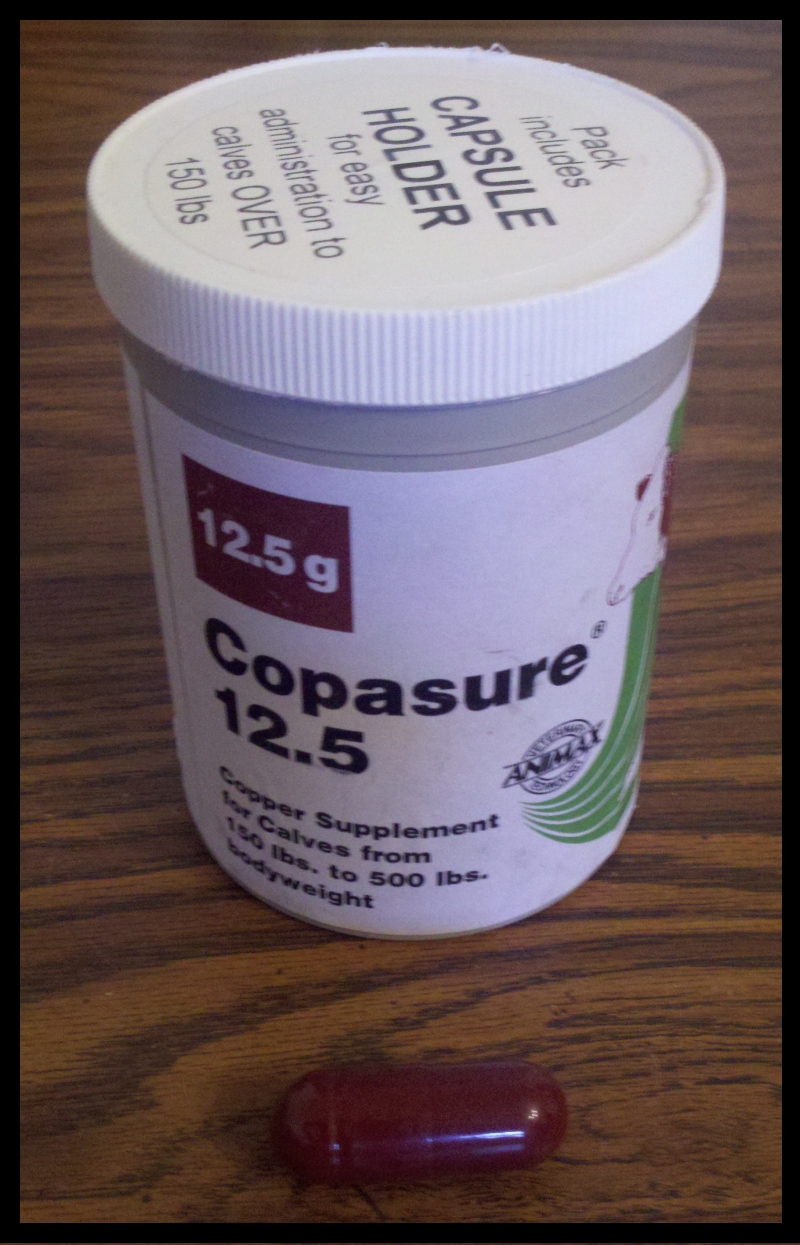 Pack
includes
CAPSULE
HOLDER
for easy
administration to
calves OVER
150 lbs
12.5 g
Copasure®
12.5
Copper Supplement
for Calves from
150 lbs. to 500 lbs.
bodyweight
ANIMAX